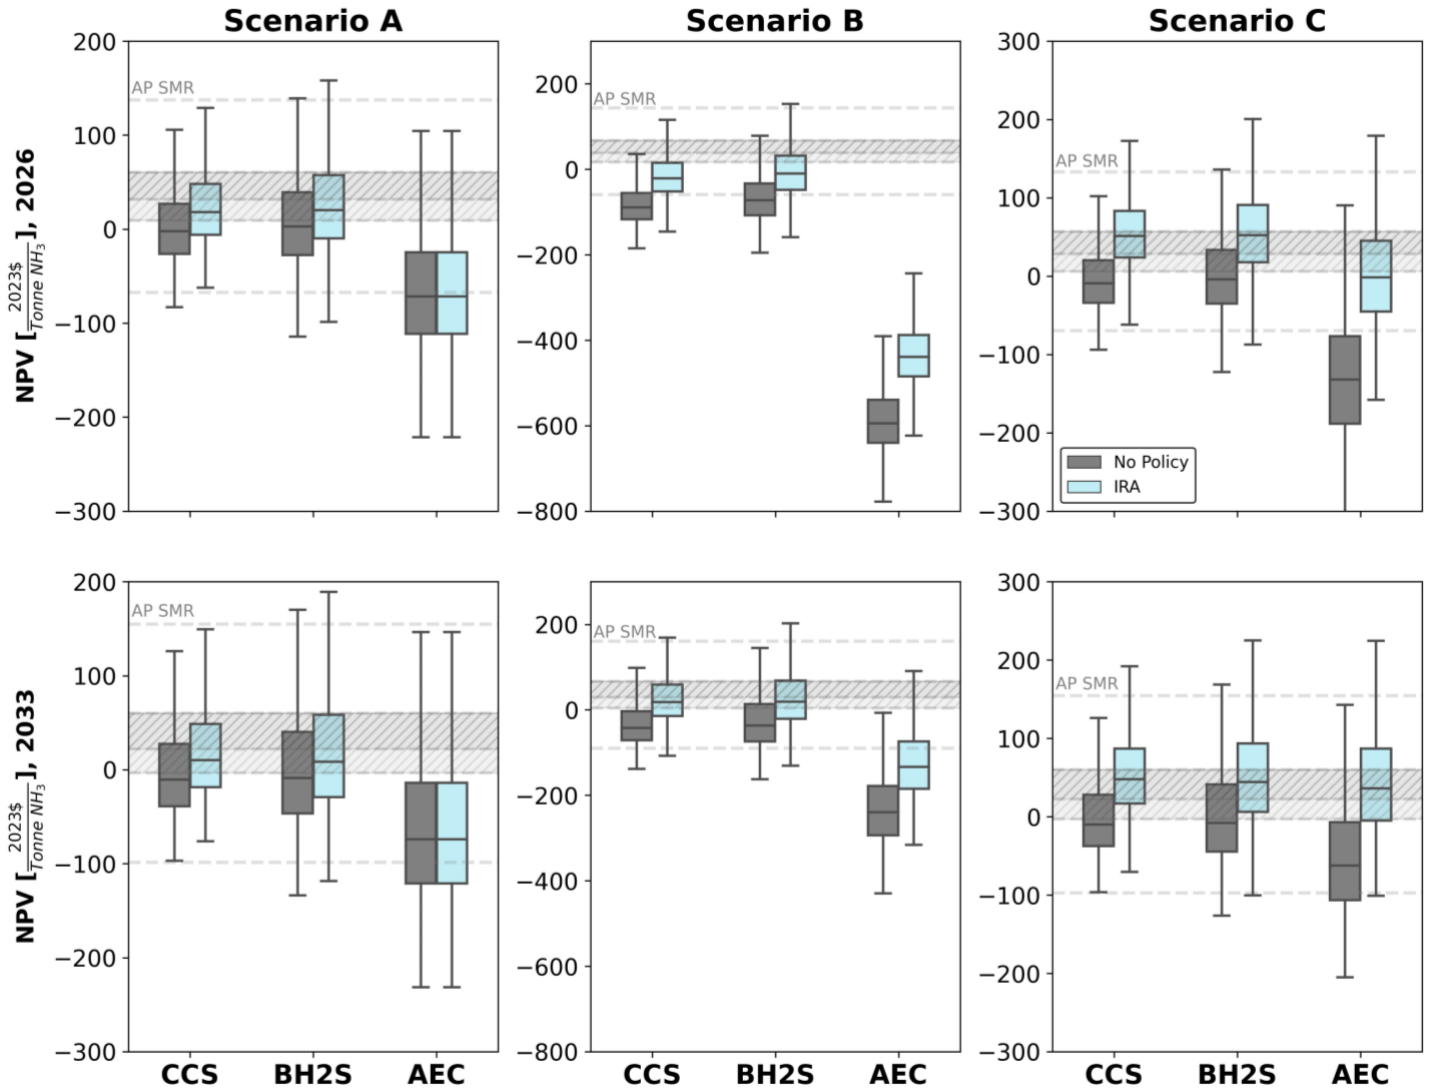 Scenario A
Scenario B
Scenario C
NPV [2023$/Tonne NH₃], 2026
200
100
0
−100
−200
−300
AP SMR
200
0
−200
−400
−600
−800
AP SMR
300
200
100
0
−100
−200
−300
AP SMR
No Policy
IRA
NPV [2023$/Tonne NH₃], 2033
200
100
0
−100
−200
−300
AP SMR
CCS
BH2S
AEC
200
0
−200
−400
−600
−800
AP SMR
CCS
BH2S
AEC
300
200
100
0
−100
−200
−300
AP SMR
CCS
BH2S
AEC